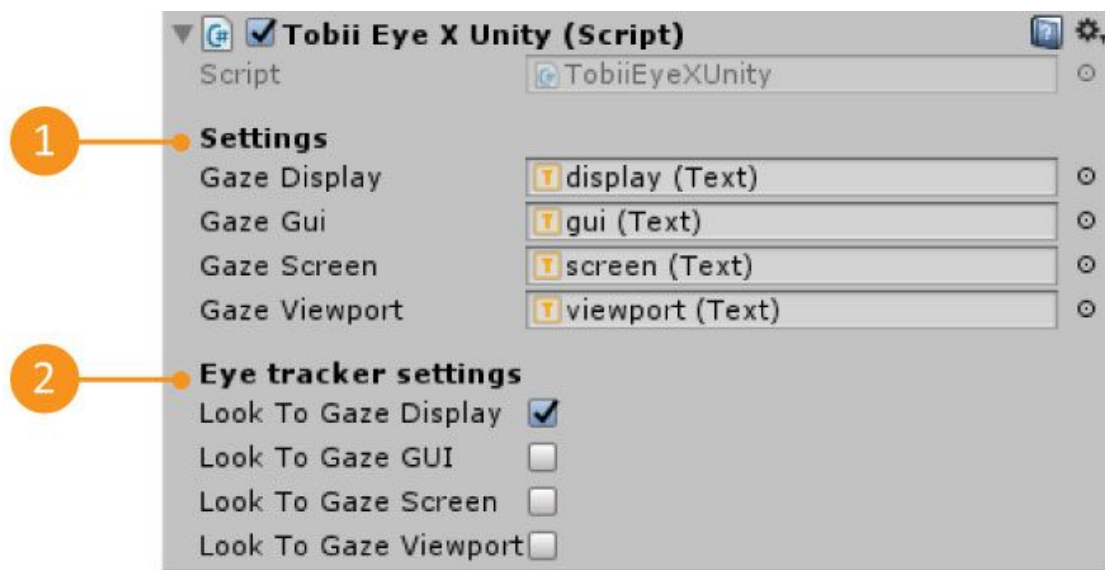 Tobii Eye X Unity (Script)
Script TobiiEyeXUnity
1
Settings
Gaze Display display (Text)
Gaze Gui gui (Text)
Gaze Screen screen (Text)
Gaze Viewport viewport (Text)
2
Eye tracker settings
Look To Gaze Display
Look To Gaze GUI
Look To Gaze Screen
Look To Gaze Viewport